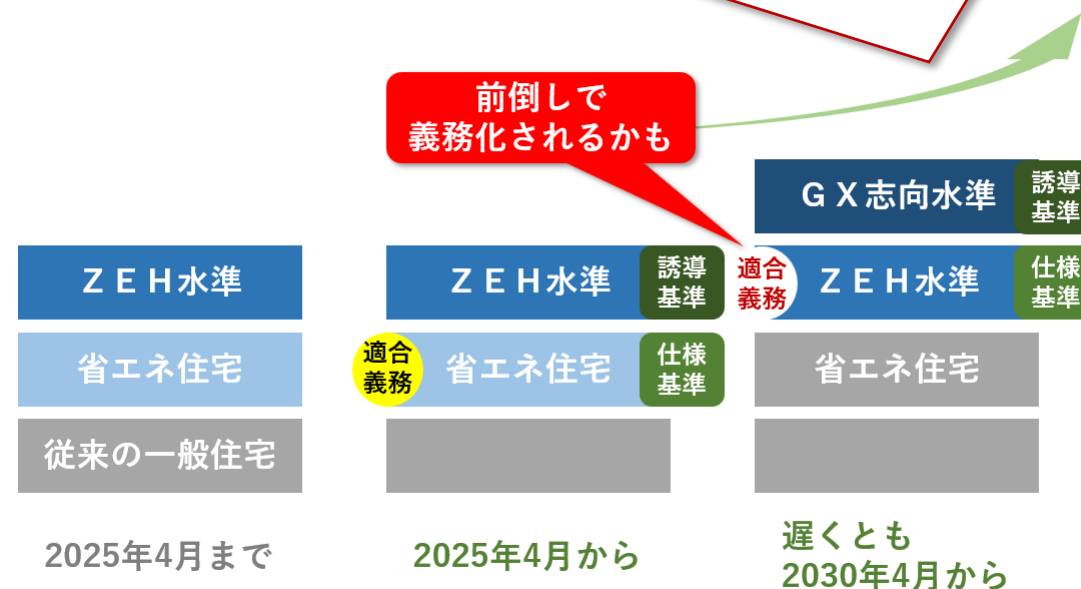 前倒しで
義務化されるかも
ＧＸ志向水準
誘導
基準
ＺＥＨ水準
ＺＥＨ水準
誘導
基準
適合
義務
ＺＥＨ水準
仕様
基準
省エネ住宅
適合
義務
省エネ住宅
仕様
基準
省エネ住宅
従来の一般住宅
2025年4月まで
2025年4月から
遅くとも
2030年4月から